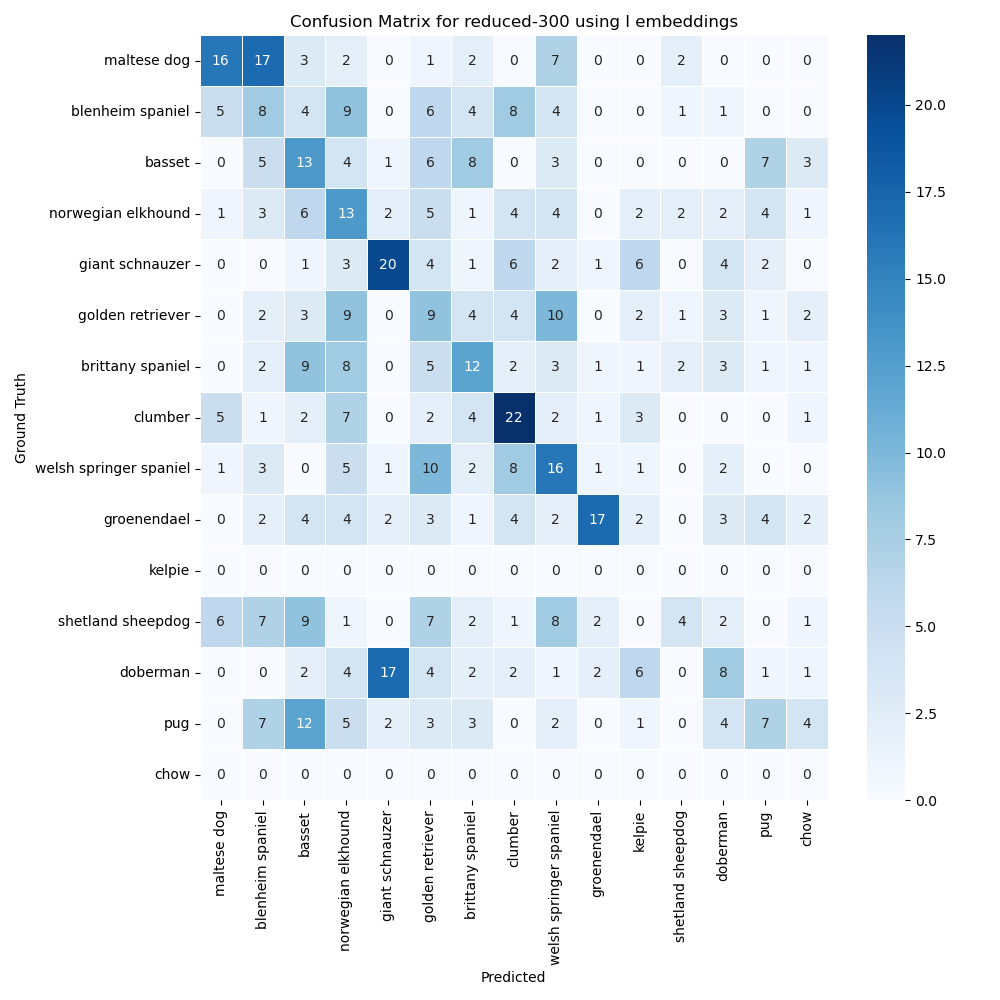 Confusion Matrix for reduced-300 using l embeddings
maltese dog 16 17 3 2 0 1 2 0 7 0 0 2 0 0 0
blenheim spaniel 5 8 4 9 0 6 4 8 4 0 0 1 1 0 0
basset 0 5 13 4 1 6 8 0 3 0 0 0 0 7 3
norwegian elkhound 1 3 6 13 2 5 1 4 4 0 2 2 2 4 1
giant schnauzer 0 0 1 3 20 4 1 6 2 1 6 0 4 2 0
golden retriever 0 2 3 9 0 9 4 4 10 0 2 1 3 1 2
brittany spaniel 0 2 9 8 0 5 12 2 3 1 1 2 3 1 1
clumber 5 1 2 7 0 2 4 22 2 1 3 0 0 0 1
welsh springer spaniel 1 3 0 5 1 10 2 8 16 1 1 0 2 0 0
groenendael 0 2 4 4 2 3 1 4 2 17 2 0 3 4 2
kelpie 0 0 0 0 0 0 0 0 0 0 0 0 0 0 0
shetland sheepdog 6 7 9 1 0 7 2 1 8 2 0 4 2 0 1
doberman 0 0 2 4 17 4 2 2 1 2 6 0 8 1 1
pug 0 7 12 5 2 3 3 0 2 0 1 0 4 7 4
chow 0 0 0 0 0 0 0 0 0 0 0 0 0 0 0
Ground Truth
maltese dog
blenheim spaniel
basset
norwegian elkhound
giant schnauzer
golden retriever
brittany spaniel
clumber
welsh springer spaniel
groenendael
kelpie
shetland sheepdog
doberman
pug
chow
Predicted
20.0
17.5
15.0
12.5
10.0
7.5
5.0
2.5
0.0